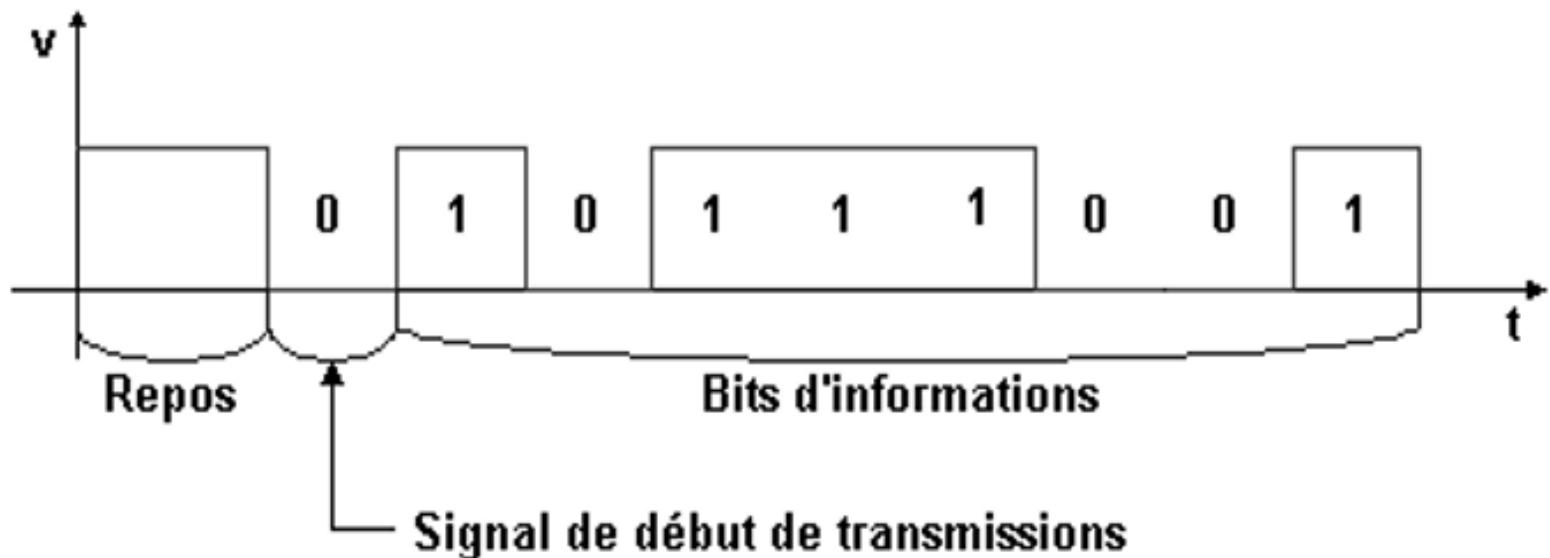 v
0 1 0 1 1 1 0 0 1
t
Repos
Bits d'informations
Signal de début de transmissions